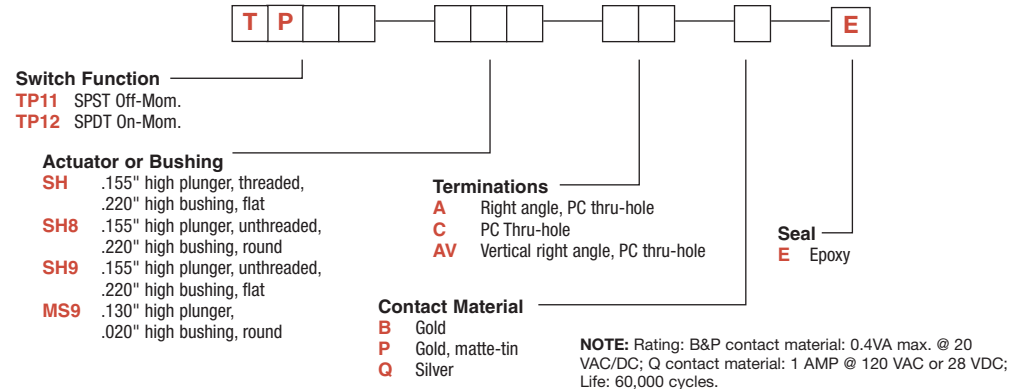 T P E
Switch Function
TP11 SPST Off-Mom.
TP12 SPDT On-Mom.
Actuator or Bushing
SH .155" high plunger, threaded,
.220" high bushing, flat
SH8 .155" high plunger, unthreaded,
.220" high bushing, round
SH9 .155" high plunger, unthreaded,
.220" high bushing, flat
MS9 .130" high plunger,
.020" high bushing, round
Terminations
A Right angle, PC thru-hole
C PC Thru-hole
AV Vertical right angle, PC thru-hole
Contact Material
B Gold
P Gold, matte-tin
Q Silver
Seal
E Epoxy
NOTE: Rating: B&P contact material: 0.4VA max. @ 20
VAC/DC; Q contact material: 1 AMP @ 120 VAC or 28 VDC;
Life: 60,000 cycles.